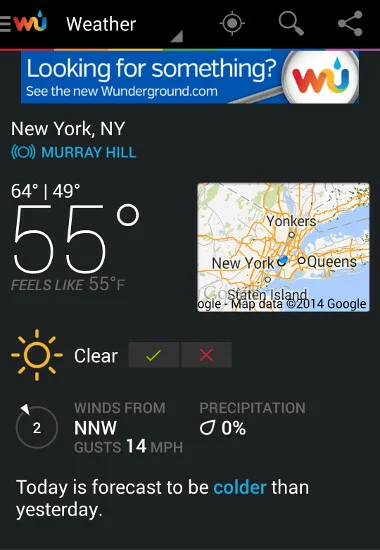 WU Weather
Looking for something?
See the new Wunderground.com
WU
New York, NY
MURRAY HILL
64° | 49°
55°
FEELS LIKE 55°F
Yonkers
New York
Queens
Staten Island
ogle - Map data ©2014 Google
Clear
2
WINDS FROM
NNW
GUSTS 14 MPH
PRECIPITATION
0%
Today is forecast to be colder than
yesterday.